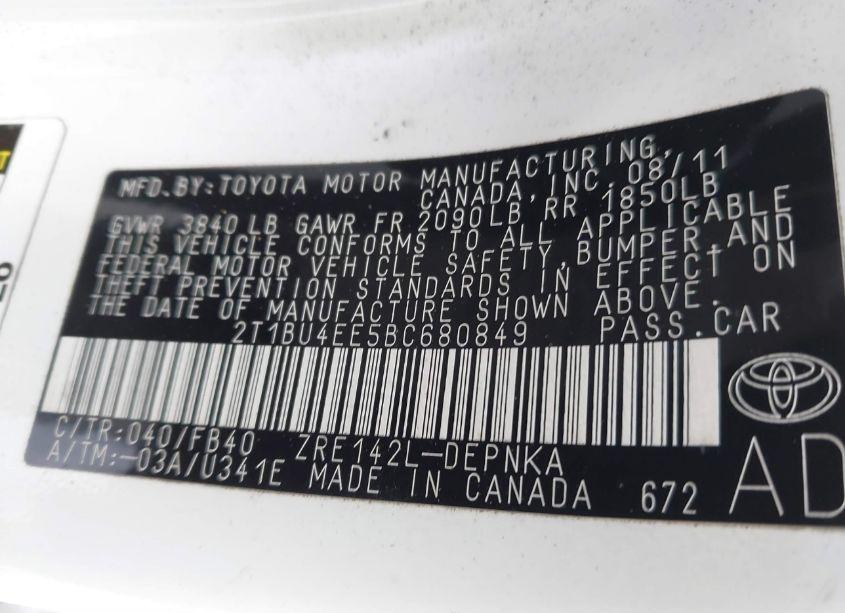 MFD. BY: TOYOTA MOTOR MANUFACTURING,
CANADA, INC. 08/11
GVWR 3840 LB GAWR FR 2090LB RR 1850LB
THIS VEHICLE CONFORMS TO ALL APPLICABLE
FEDERAL MOTOR VEHICLE SAFETY, BUMPER, AND
THEFT PREVENTION STANDARDS IN EFFECT ON
THE DATE OF MANUFACTURE SHOWN ABOVE.
2T1BU4EE5BC680849 PASS.CAR
C/TR:040/FB40 ZRE142L-DEPNKA
A/TM:-03A/U341E MADE IN CANADA 672
AD